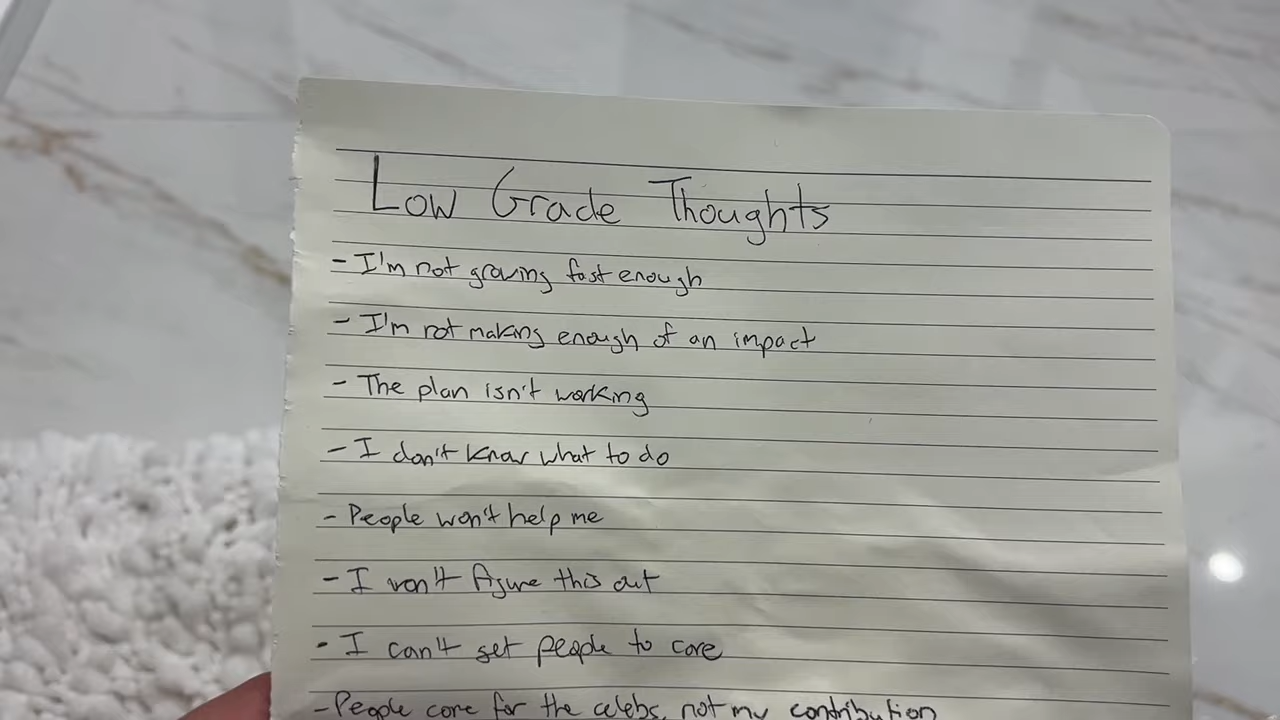 Low Grade Thoughts
- I'm not growing fast enough
- I'm not making enough of an impact
- The plan isn't working
- I don't know what to do
- People won't help me
- I won't figure this out
- I can't get people to care
- People care for the celebs, not my contribution